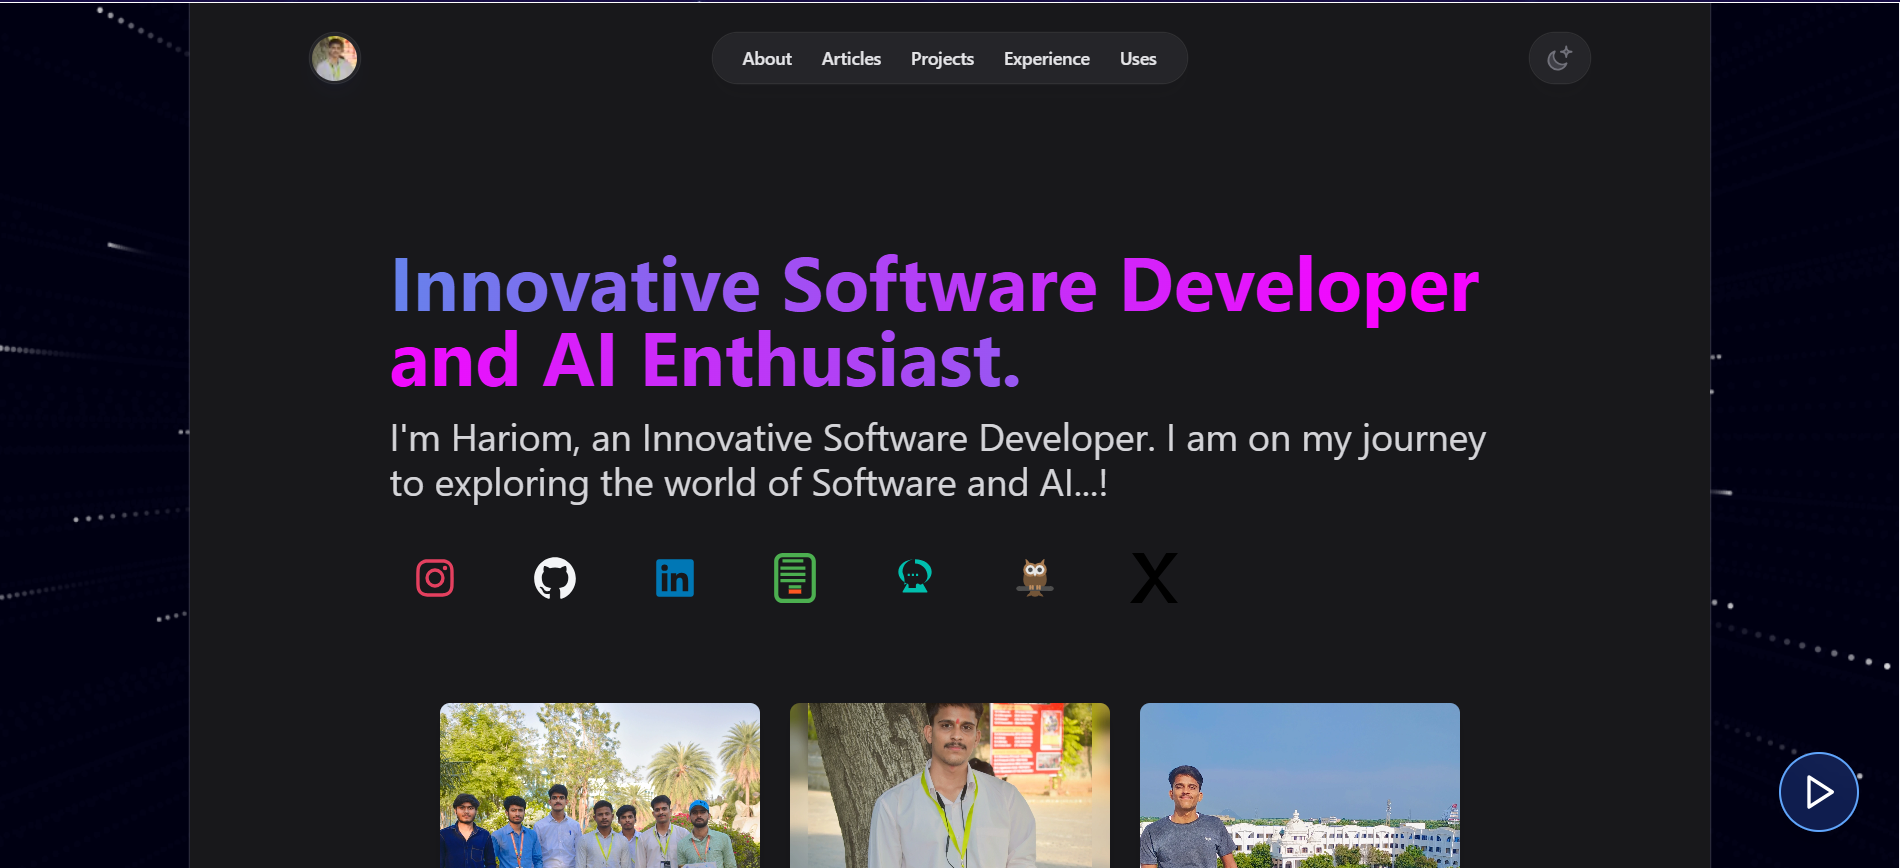 About Articles Projects Experience Uses
Innovative Software Developer
and AI Enthusiast.
I'm Hariom, an Innovative Software Developer. I am on my journey
to exploring the world of Software and AI...!
in
X